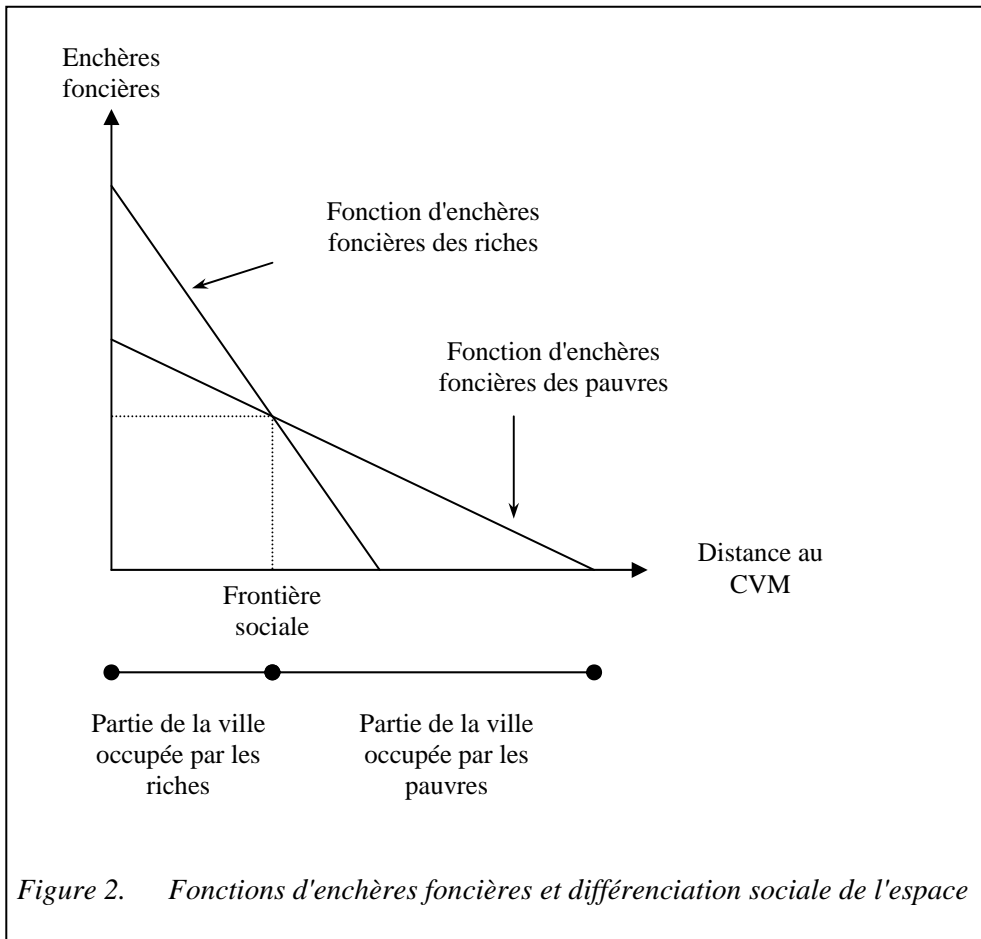 Enchères
foncières
Fonction d'enchères
foncières des riches
Fonction d'enchères
foncières des pauvres
Distance au
CVM
Frontière
sociale
Partie de la ville
occupée par les
riches
Partie de la ville
occupée par les
pauvres
Figure 2. Fonctions d'enchères foncières et différenciation sociale de l'espace